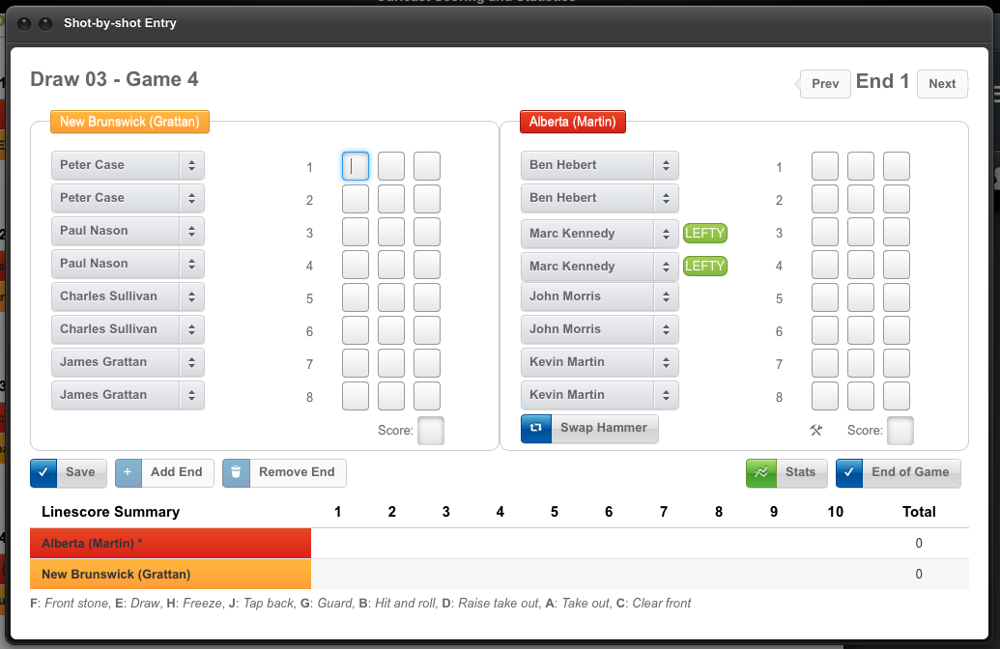 Shot-by-shot Entry
Draw 03 - Game 4
Prev End 1 Next
New Brunswick (Grattan)
Peter Case 1
Peter Case 2
Paul Nason 3
Paul Nason 4
Charles Sullivan 5
Charles Sullivan 6
James Grattan 7
James Grattan 8
Score:
Alberta (Martin)
Ben Hebert 1
Ben Hebert 2
Marc Kennedy LEFTY 3
Marc Kennedy LEFTY 4
John Morris 5
John Morris 6
Kevin Martin 7
Kevin Martin 8
Swap Hammer Score:
Save Add End Remove End Stats End of Game
Linescore Summary 1 2 3 4 5 6 7 8 9 10 Total
Alberta (Martin) * 0
New Brunswick (Grattan) 0
F: Front stone, E: Draw, H: Freeze, J: Tap back, G: Guard, B: Hit and roll, D: Raise take out, A: Take out, C: Clear front